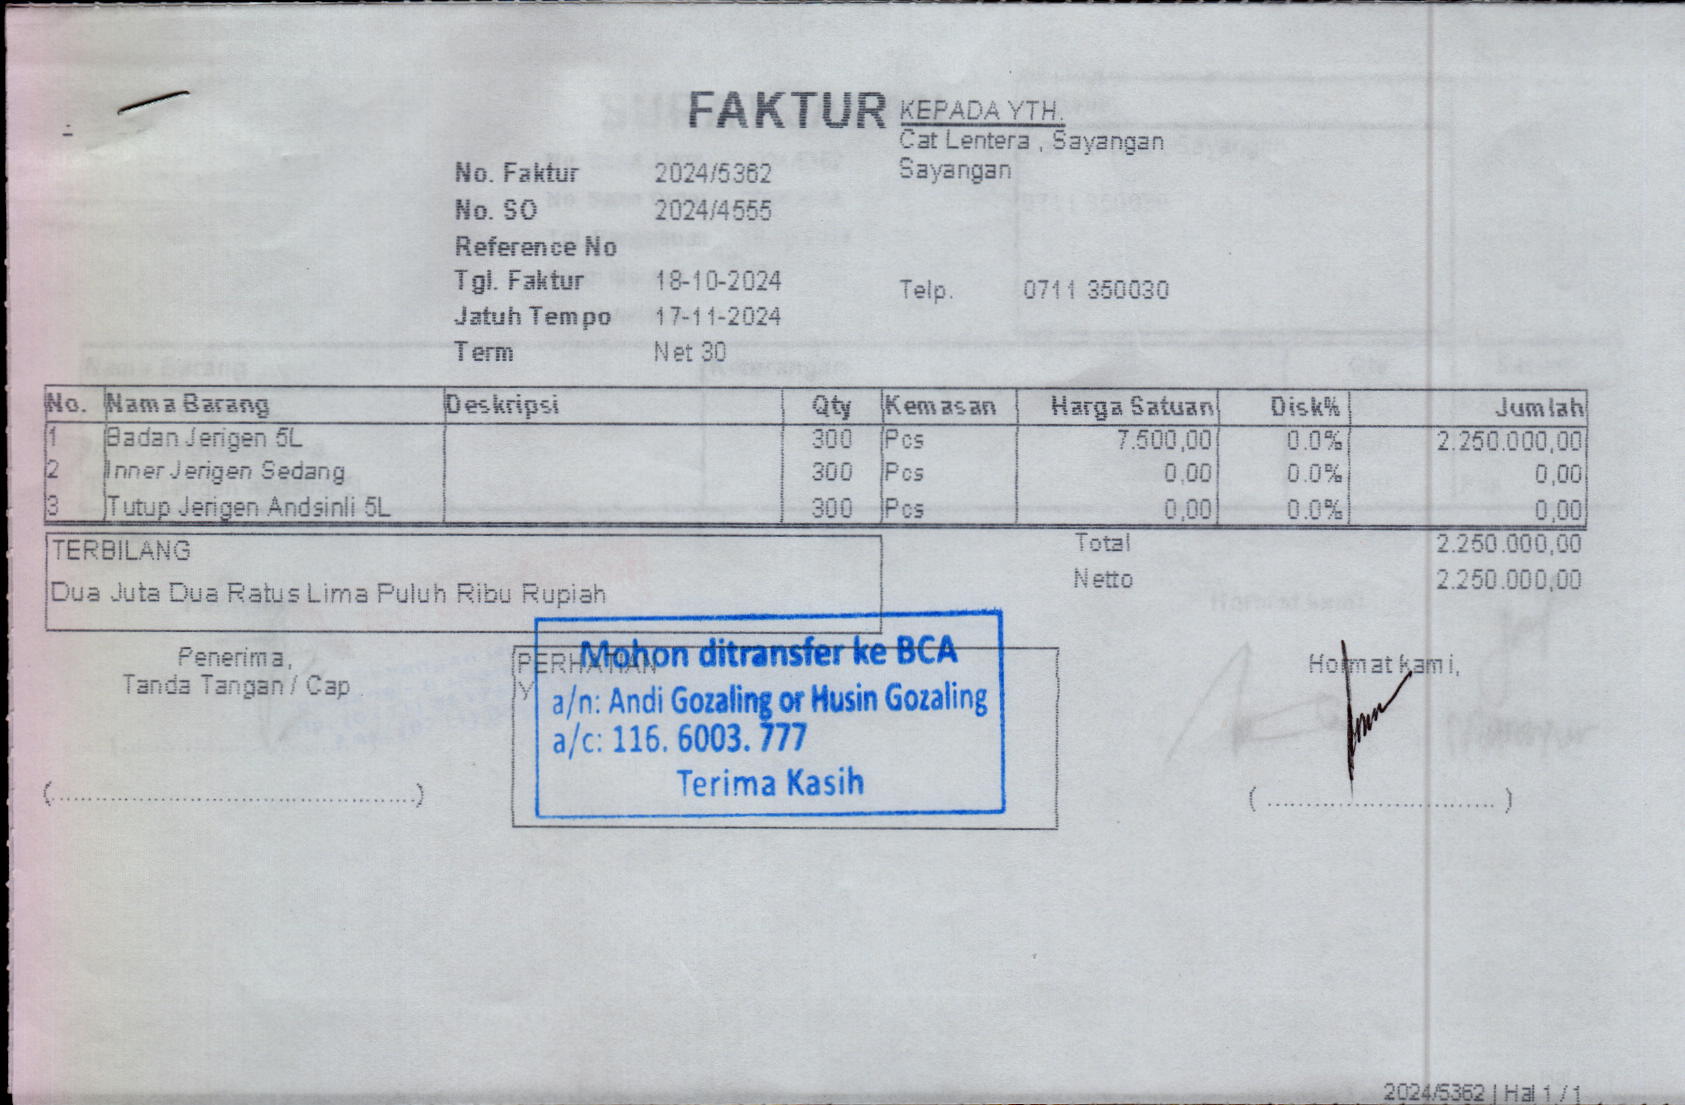 FAKTUR
KEPADA YTH.
Cat Lentera , Sayangan
Sayangan
No. Faktur 2024/5362
No. SO 2024/4555
Reference No
Tgl. Faktur 18-10-2024
Telp. 0711 350030
Jatuh Tempo 17-11-2024
Term Net 30
No. Nama Barang Deskripsi Qty Kemasan Harga Satuan Disk% Jumlah
1 Badan Jerigen 5L 300 Pcs 7.500,00 0.0% 2.250.000,00
2 Inner Jerigen Sedang 300 Pcs 0,00 0.0% 0,00
3 Tutup Jerigen Andsinli 5L 300 Pcs 0,00 0.0% 0,00
TERBILANG
Dua Juta Dua Ratus Lima Puluh Ribu Rupiah
Total 2.250.000,00
Netto 2.250.000,00
Penerima,
Tanda Tangan / Cap
(............................................)
PERHATIAN
Mohon ditransfer ke BCA
a/n: Andi Gozaling or Husin Gozaling
a/c: 116. 6003. 777
Terima Kasih
Hormat kami,
( ............................ )
2024/5362 | Hal 1 / 1